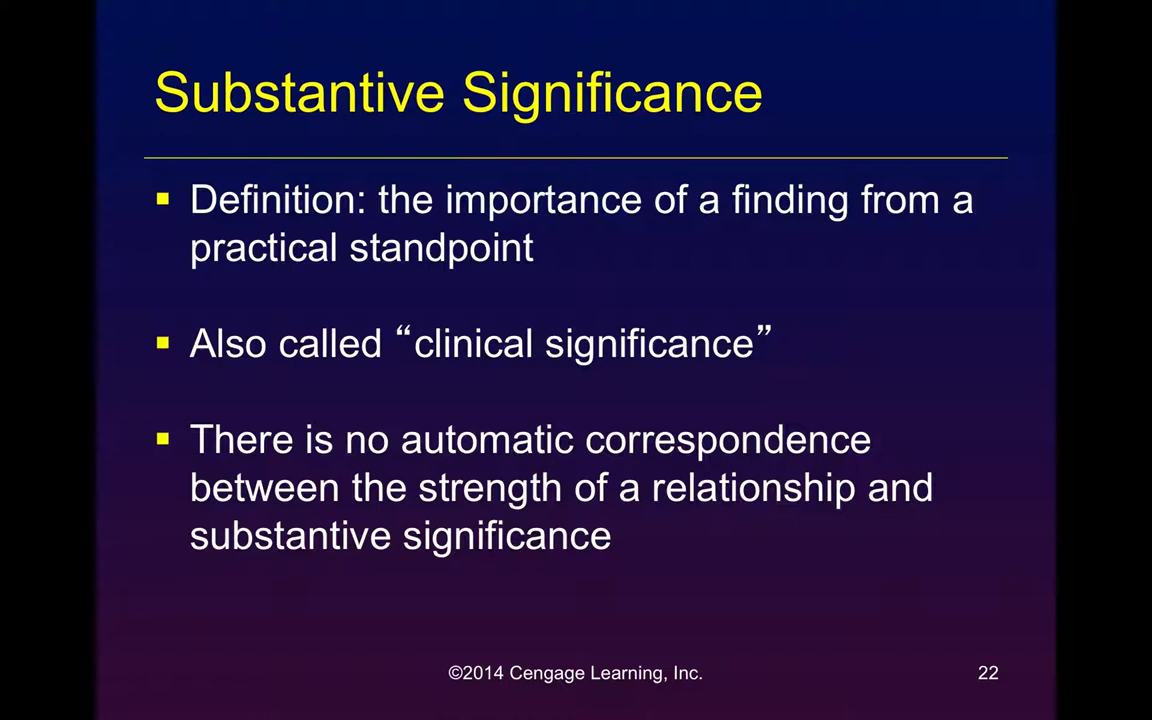 Substantive Significance
▪ Definition: the importance of a finding from a
practical standpoint
▪ Also called “clinical significance”
▪ There is no automatic correspondence
between the strength of a relationship and
substantive significance
©2014 Cengage Learning, Inc.
22